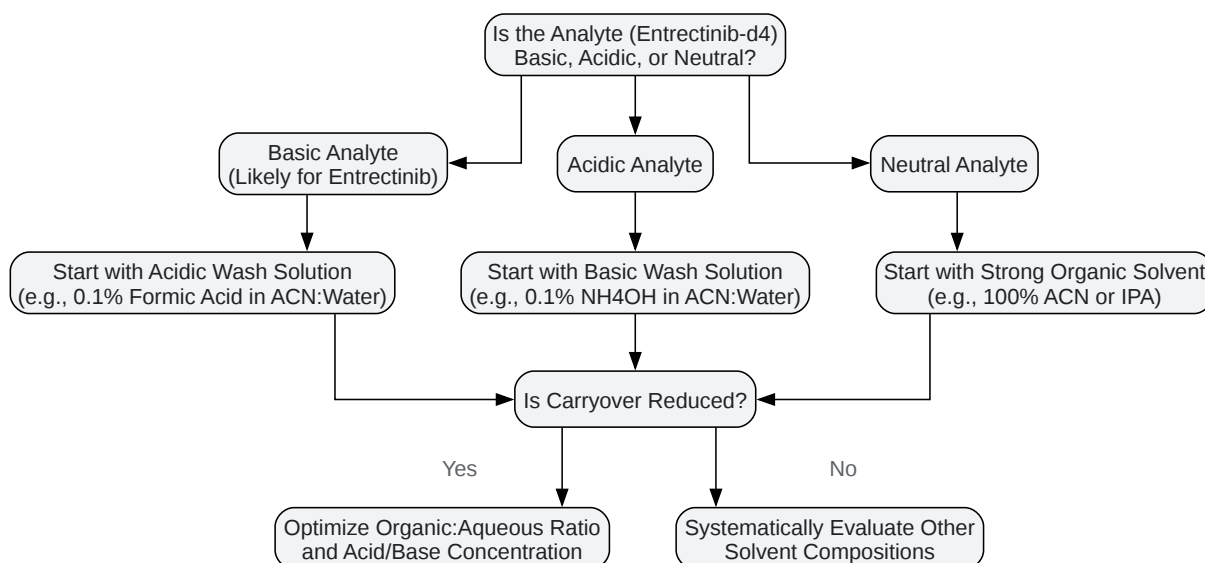 Is the Analyte (Entrectinib-d4)
Basic, Acidic, or Neutral?
Basic Analyte
(Likely for Entrectinib)
Acidic Analyte
Neutral Analyte
Start with Acidic Wash Solution
(e.g., 0.1% Formic Acid in ACN:Water)
Start with Basic Wash Solution
(e.g., 0.1% NH4OH in ACN:Water)
Start with Strong Organic Solvent
(e.g., 100% ACN or IPA)
Is Carryover Reduced?
Yes
No
Optimize Organic:Aqueous Ratio
and Acid/Base Concentration
Systematically Evaluate Other
Solvent Compositions